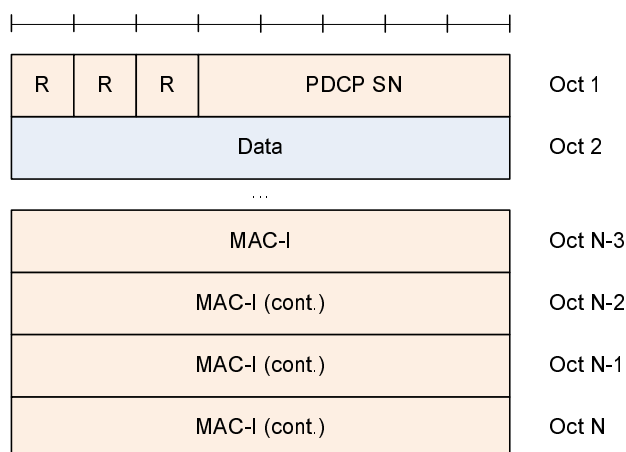 R R R PDCP SN Oct 1
Data Oct 2
...
MAC-I Oct N-3
MAC-I (cont.) Oct N-2
MAC-I (cont.) Oct N-1
MAC-I (cont.) Oct N